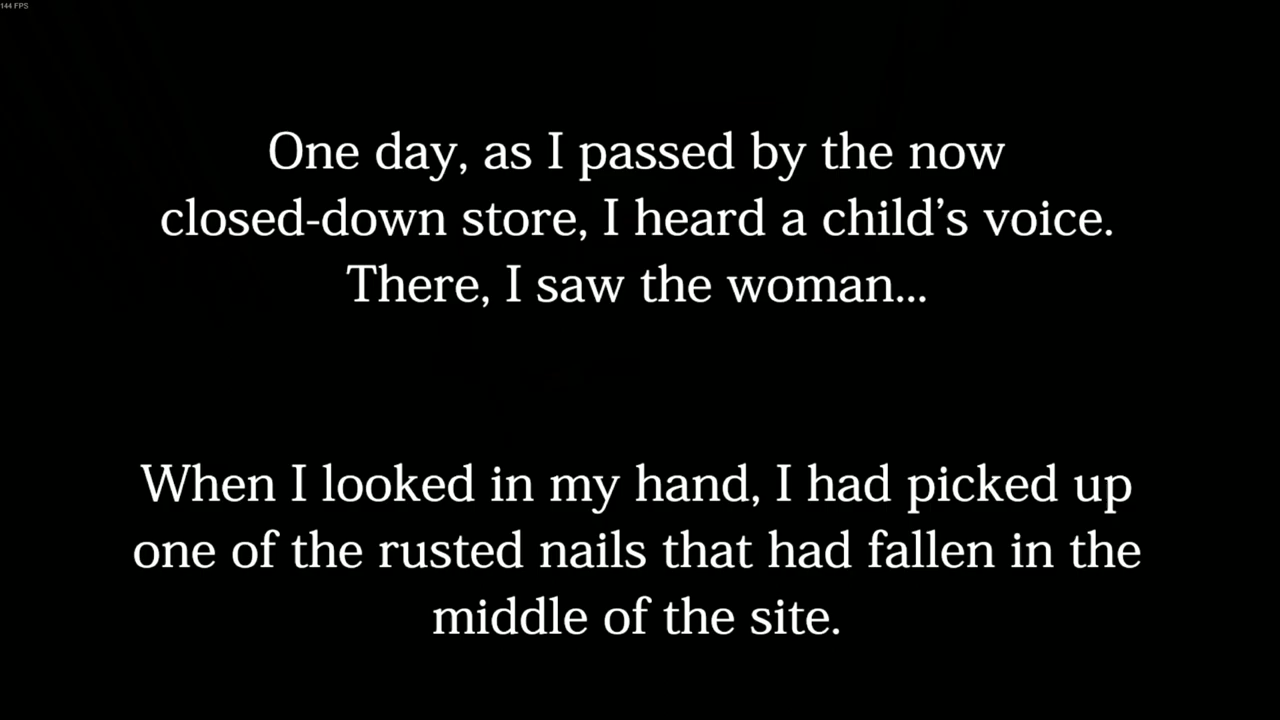 144 FPS
One day, as I passed by the now
closed-down store, I heard a child’s voice.
There, I saw the woman...
When I looked in my hand, I had picked up
one of the rusted nails that had fallen in the
middle of the site.